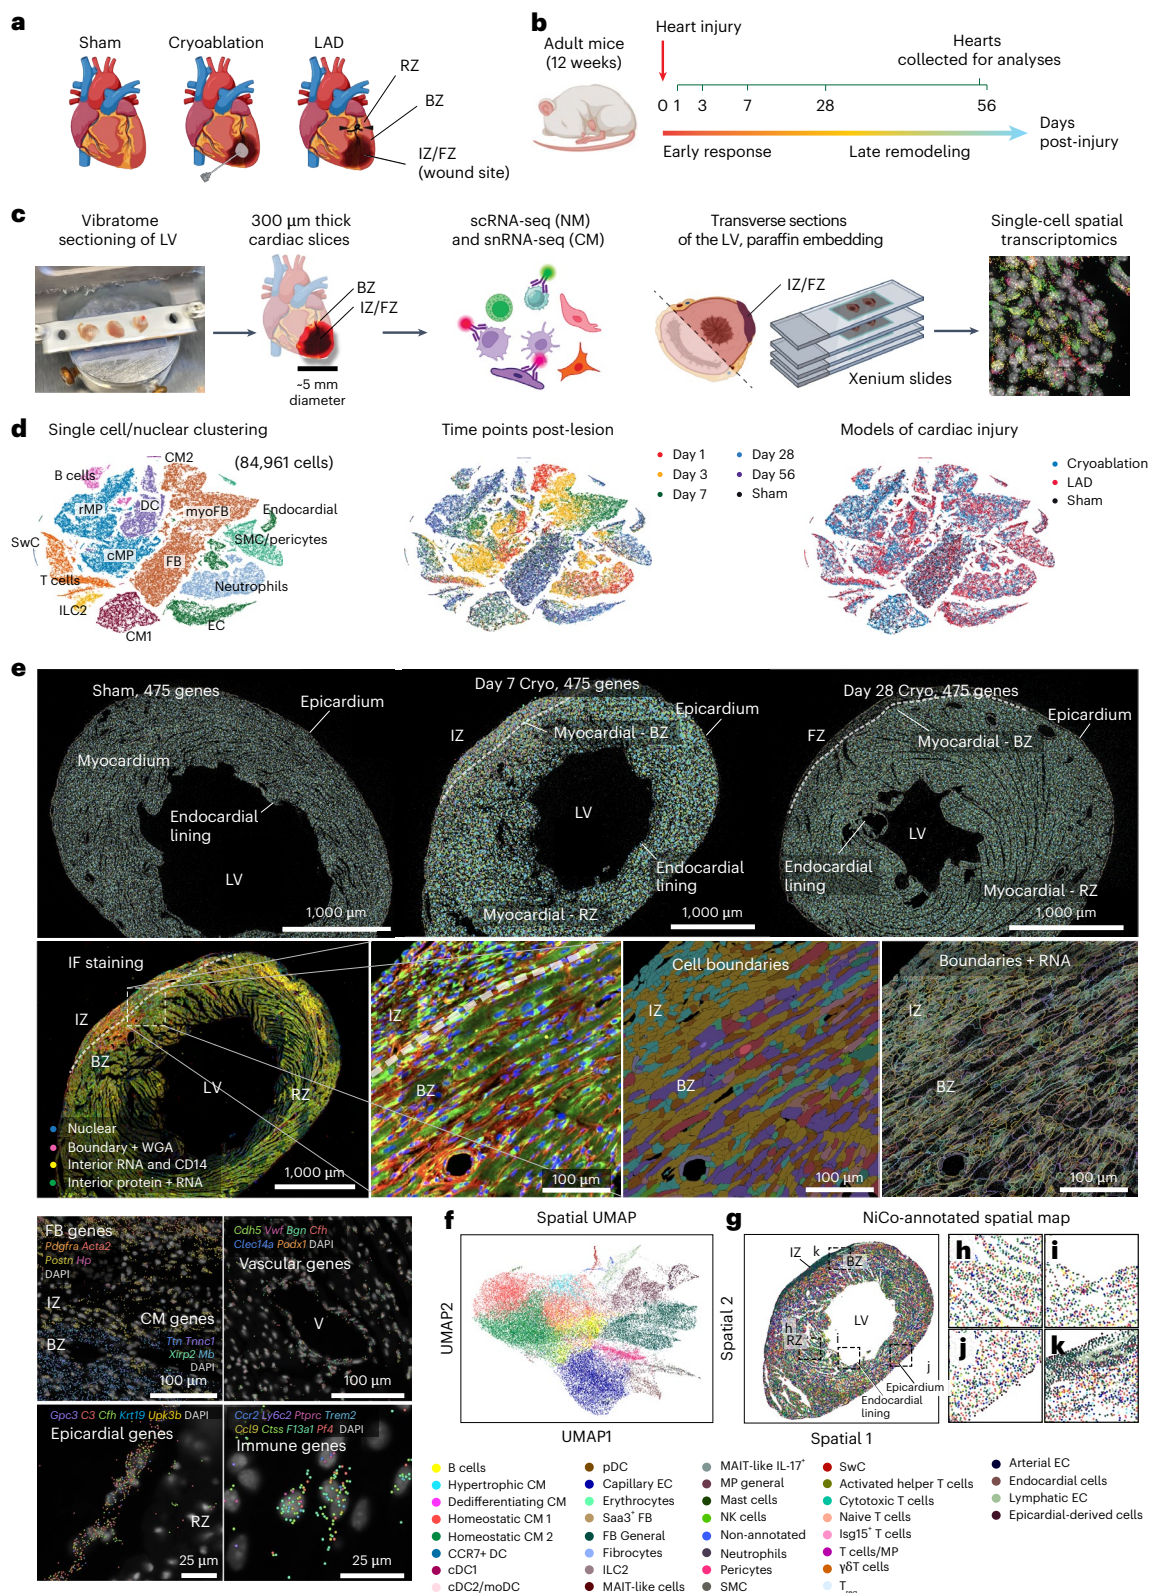 a
Sham
Cryoablation
LAD
RZ
BZ
IZ/FZ
(wound site)
b
Adult mice
(12 weeks)
Heart injury
Hearts
collected for analyses
0 1 3 7 28 56
Early response
Late remodeling
Days
post-injury
c
Vibratome
sectioning of LV
300 µm thick
cardiac slices
BZ
IZ/FZ
~5 mm
diameter
scRNA-seq (NM)
and snRNA-seq (CM)
Transverse sections
of the LV, paraffin embedding
IZ/FZ
Xenium slides
Single-cell spatial
transcriptomics
d
Single cell/nuclear clustering
(84,961 cells)
CM2
B cells
rMP
DC
myoFB
Endocardial
SwC
SMC/pericytes
cMP
FB
T cells
Neutrophils
ILC2
CM1
EC
Time points post-lesion
Day 1
Day 3
Day 7
Day 28
Day 56
Sham
Models of cardiac injury
Cryoablation
LAD
Sham
e
Sham, 475 genes
Epicardium
Myocardium
Endocardial
lining
LV
1,000 µm
Day 7 Cryo, 475 genes
IZ
Epicardium
Myocardial - BZ
LV
Endocardial
lining
Myocardial - RZ
1,000 µm
Day 28 Cryo, 475 genes
FZ
Epicardium
Myocardial - BZ
LV
Endocardial
lining
Myocardial - RZ
1,000 µm
IF staining
IZ
BZ
LV
RZ
Nuclear
Boundary + WGA
Interior RNA and CD14
Interior protein + RNA
1,000 µm
IZ
BZ
100 µm
Cell boundaries
IZ
BZ
100 µm
Boundaries + RNA
IZ
BZ
100 µm
FB genes
Pdgfra Acta2
Postn Hp
DAPI
IZ
CM genes
BZ
Ttn Tnnc1
Xirp2 Mb
DAPI
100 µm
Cdh5 Vwf Bgn Cfh
Clec14a Podx1 DAPI
Vascular genes
V
100 µm
Gpc3 C3 Cfh Krt19 Upk3b DAPI
Epicardial genes
RZ
25 µm
Ccr2 Ly6c2 Ptprc Trem2
Ccl9 Ctss F13a1 Pf4 DAPI
Immune genes
25 µm
f
Spatial UMAP
UMAP2
UMAP1
g
NiCo-annotated spatial map
Spatial 2
IZ
k
BZ
LV
h
RZ
i
j
Epicardium
Endocardial
lining
Spatial 1
h
i
j
k
B cells
Hypertrophic CM
Dedifferentiating CM
Homeostatic CM 1
Homeostatic CM 2
CCR7+ DC
cDC1
cDC2/moDC
pDC
Capillary EC
Erythrocytes
Saa3+ FB
FB General
Fibrocytes
ILC2
MAIT-like cells
MAIT-like IL-17+
MP general
Mast cells
NK cells
Non-annotated
Neutrophils
Pericytes
SMC
SwC
Activated helper T cells
Cytotoxic T cells
Naive T cells
Isg15+ T cells
T cells/MP
γδT cells
Treg
Arterial EC
Endocardial cells
Lymphatic EC
Epicardial-derived cells